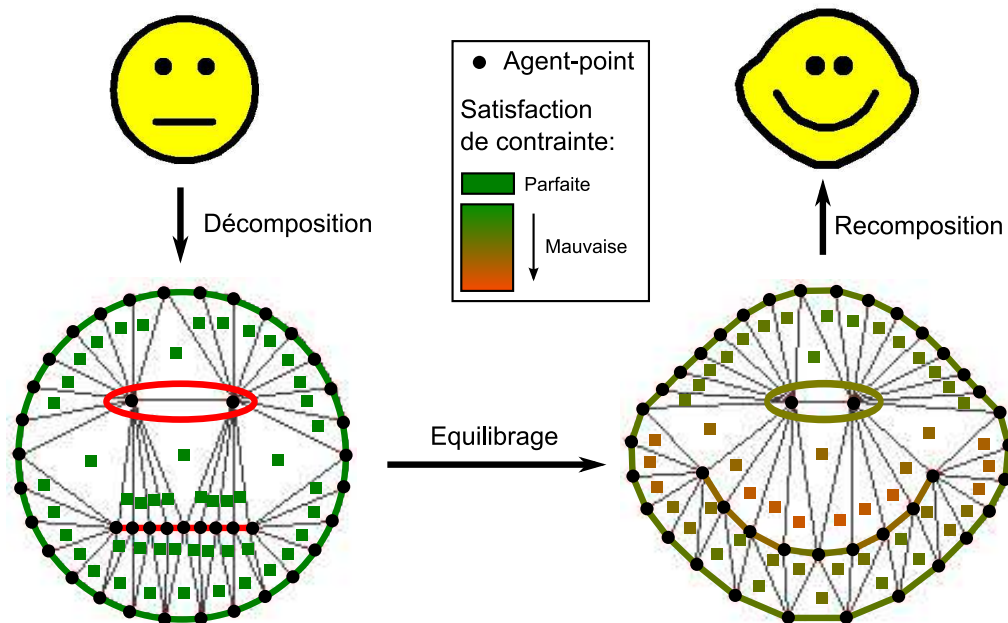 Agent-point
Satisfaction
de contrainte:
Parfaite
Mauvaise
Décomposition
Recomposition
Equilibrage